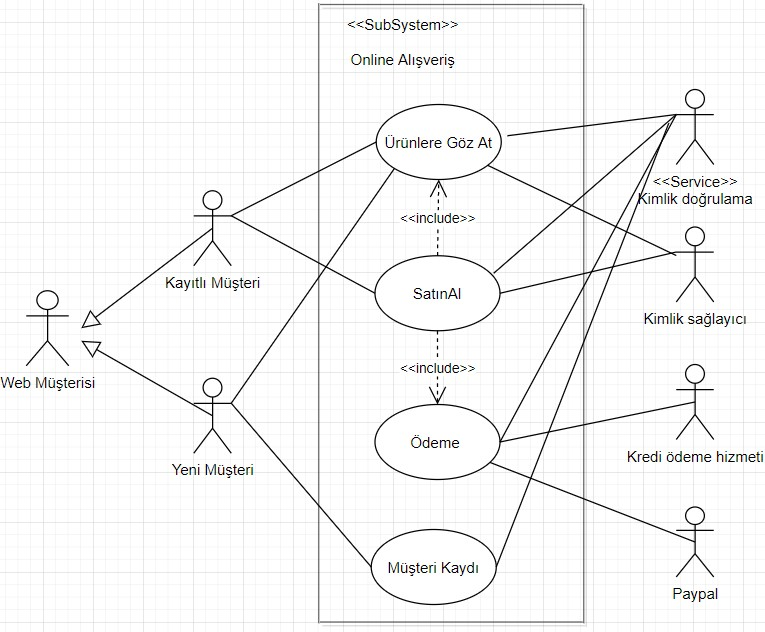 <<SubSystem>>
Online Alışveriş
Ürünlere Göz At
<<Service>>
Kimlik doğrulama
<<include>>
Kayıtlı Müşteri
SatınAl
Kimlik sağlayıcı
Web Müşterisi
<<include>>
Yeni Müşteri
Ödeme
Kredi ödeme hizmeti
Müşteri Kaydı
Paypal